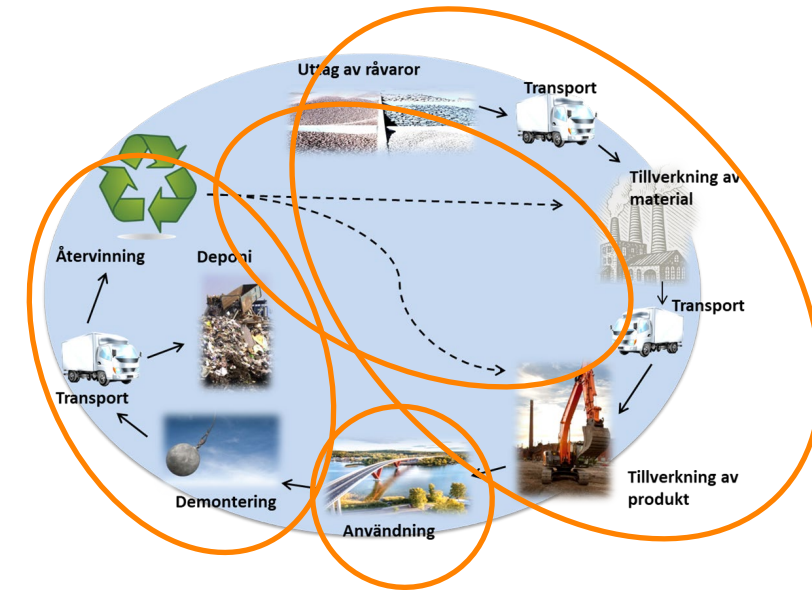 Uttag av råvaror
Transport
Tillverkning av
material
Transport
Tillverkning av
produkt
Användning
Demontering
Transport
Återvinning
Deponi